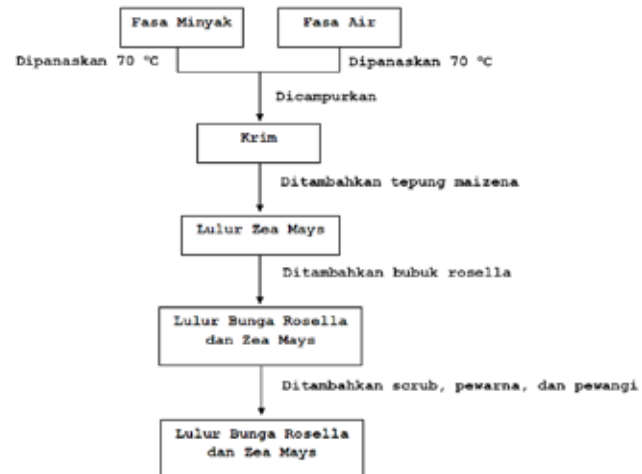 Fasa Minyak
Fasa Air
Dipanaskan 70 °C
Dipanaskan 70 °C
Dicampurkan
Krim
Ditambahkan tepung maizena
Lulur Zea Mays
Ditambahkan bubuk rosella
Lulur Bunga Rosella
dan Zea Mays
Ditambahkan scrub, pewarna, dan pewangi
Lulur Bunga Rosella
dan Zea Mays